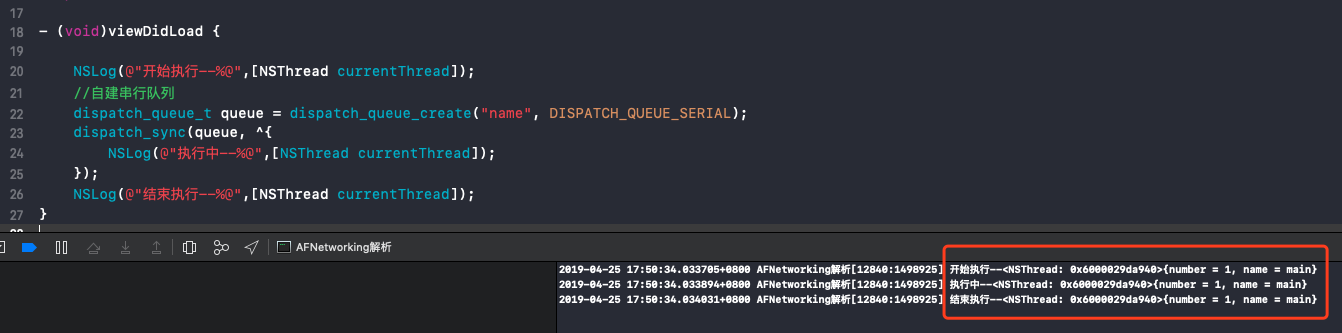 17
18 - (void)viewDidLoad {
19
20 NSLog(@"开始执行--%@",[NSThread currentThread]);
21 //自建串行队列
22 dispatch_queue_t queue = dispatch_queue_create("name", DISPATCH_QUEUE_SERIAL);
23 dispatch_sync(queue, ^{
24 NSLog(@"执行中--%@",[NSThread currentThread]);
25 });
26 NSLog(@"结束执行--%@",[NSThread currentThread]);
27 }
AFNetworking解析
2019-04-25 17:50:34.033705+0800 AFNetworking解析[12840:1498925] 开始执行--<NSThread: 0x6000029da940>{number = 1, name = main}
2019-04-25 17:50:34.033894+0800 AFNetworking解析[12840:1498925] 执行中--<NSThread: 0x6000029da940>{number = 1, name = main}
2019-04-25 17:50:34.034031+0800 AFNetworking解析[12840:1498925] 结束执行--<NSThread: 0x6000029da940>{number = 1, name = main}